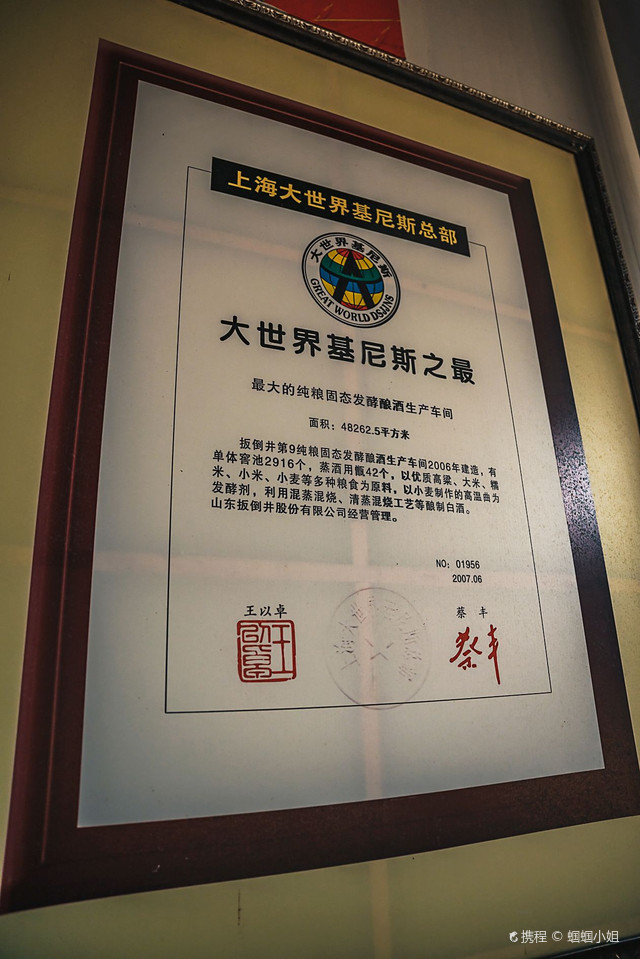 上海大世界基尼斯总部
大世界基尼斯
GREAT WORLD DSJJNS
大世界基尼斯之最
最大的纯粮固态发酵酿酒生产车间
面积：48262.5平方米
扳倒井第9纯粮固态发酵酿酒生产车间2006年建造，有
单体窖池2916个，蒸酒用甑42个，以优质高梁、大米、糯
米、小米、小麦等多种粮食为原料，以小麦制作的高温曲为
发酵剂，利用混蒸混烧、清蒸混烧工艺等酿制白酒。
山东扳倒井股份有限公司经营管理。
NO：01956
2007.06
王以卓
蔡 丰
蔡丰
携程 © 蝈蝈小姐